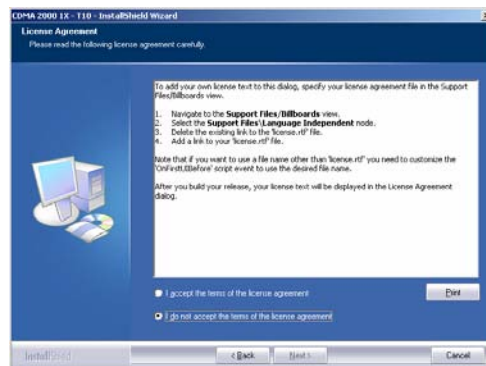 CDMA 2000 1X - T10 - InstallShield Wizard
License Agreement
Please read the following license agreement carefully.
To add your own license text to this dialog, specify your license agreement file in the Support
Files/Billboards view.
1. Navigate to the Support Files/Billboards view.
2. Select the Support Files\Language Independent node.
3. Delete the existing link to the 'license.rtf' file.
4. Add a link to your 'license.rtf' file.
Note that if you want to use a file name other than 'license.rtf' you need to customize the
'OnFirstUIBefore' script event to use the desired file name.
After you build your release, your license text will be displayed in the License Agreement
dialog.
I accept the terms of the license agreement
Print
I do not accept the terms of the license agreement
InstallShield
< Back
Next >
Cancel